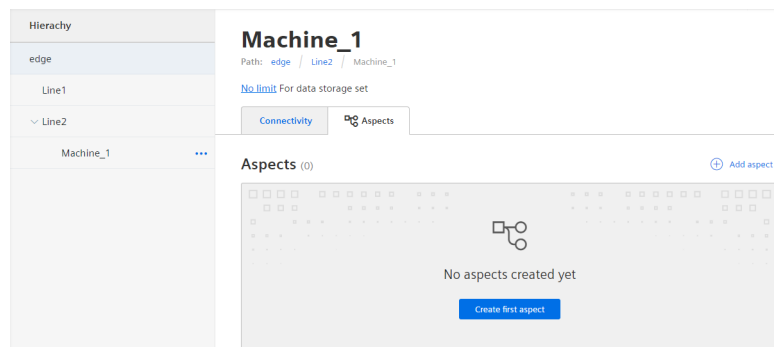 Hierachy
edge
Line1
Line2
Machine_1
Machine_1
Path: edge / Line2 / Machine_1
No limit For data storage set
Connectivity Aspects
Aspects (0) Add aspect
No aspects created yet
Create first aspect